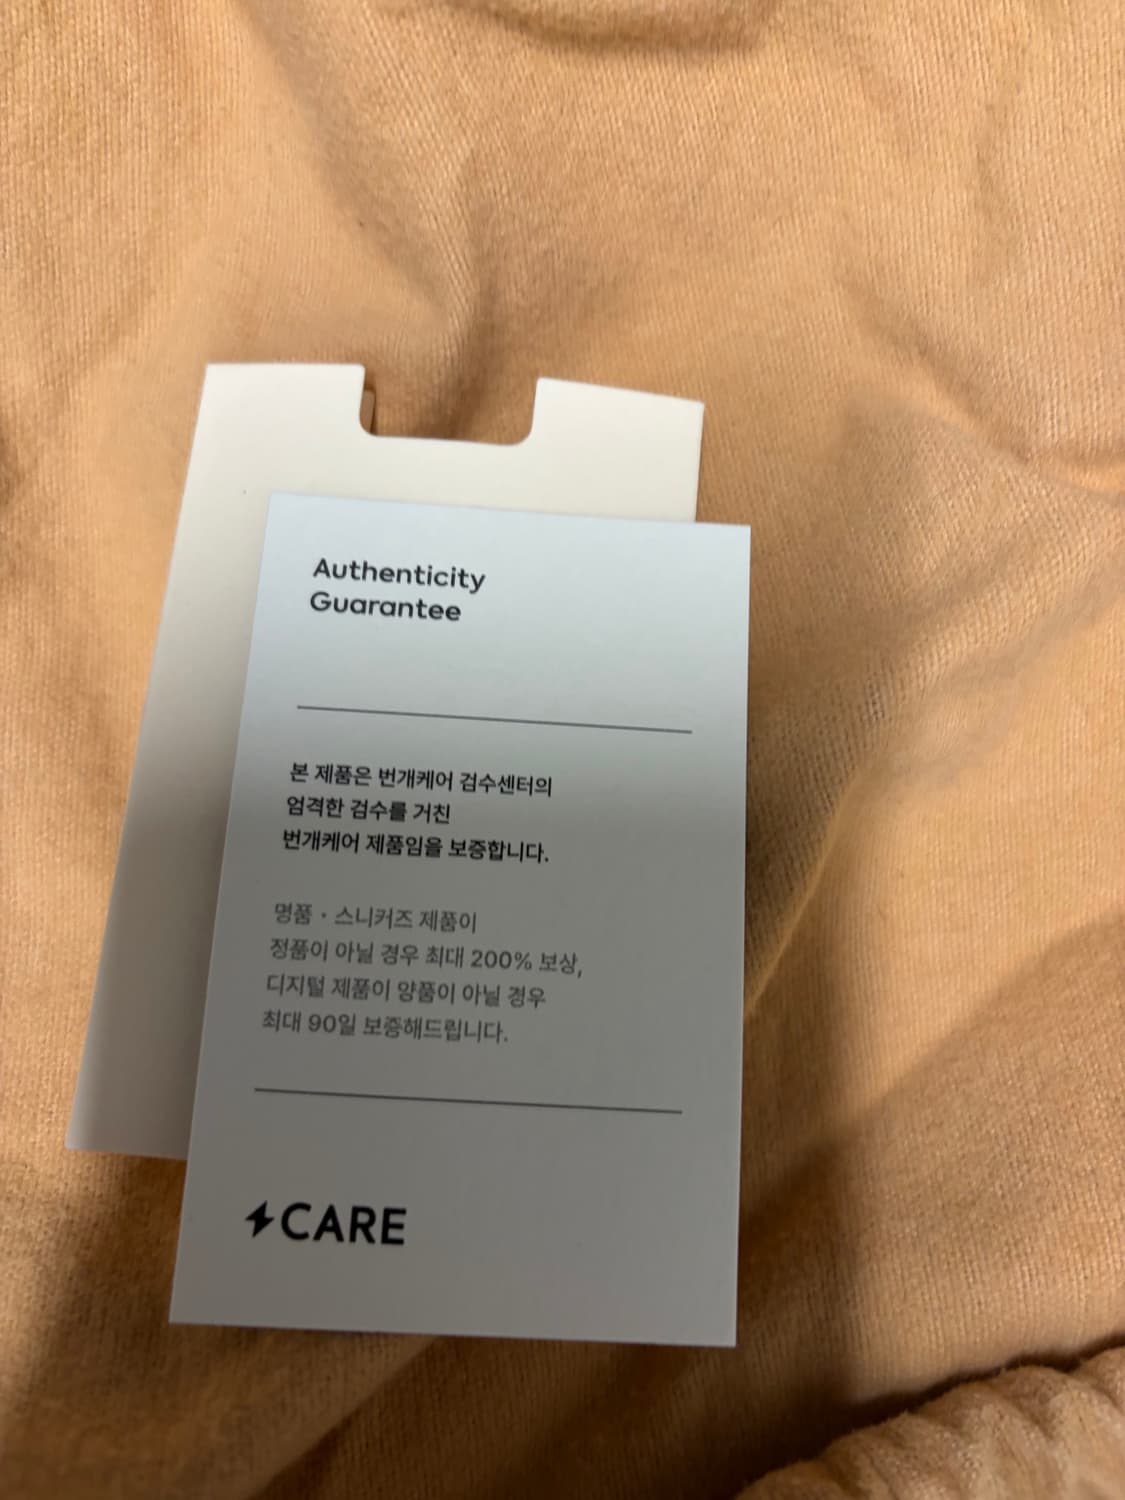 Authenticity
Guarantee
본 제품은 번개케어 검수센터의
엄격한 검수를 거친
번개케어 제품임을 보증합니다.
명품 · 스니커즈 제품이
정품이 아닐 경우 최대 200% 보상,
디지털 제품이 양품이 아닐 경우
최대 90일 보증해드립니다.
CARE